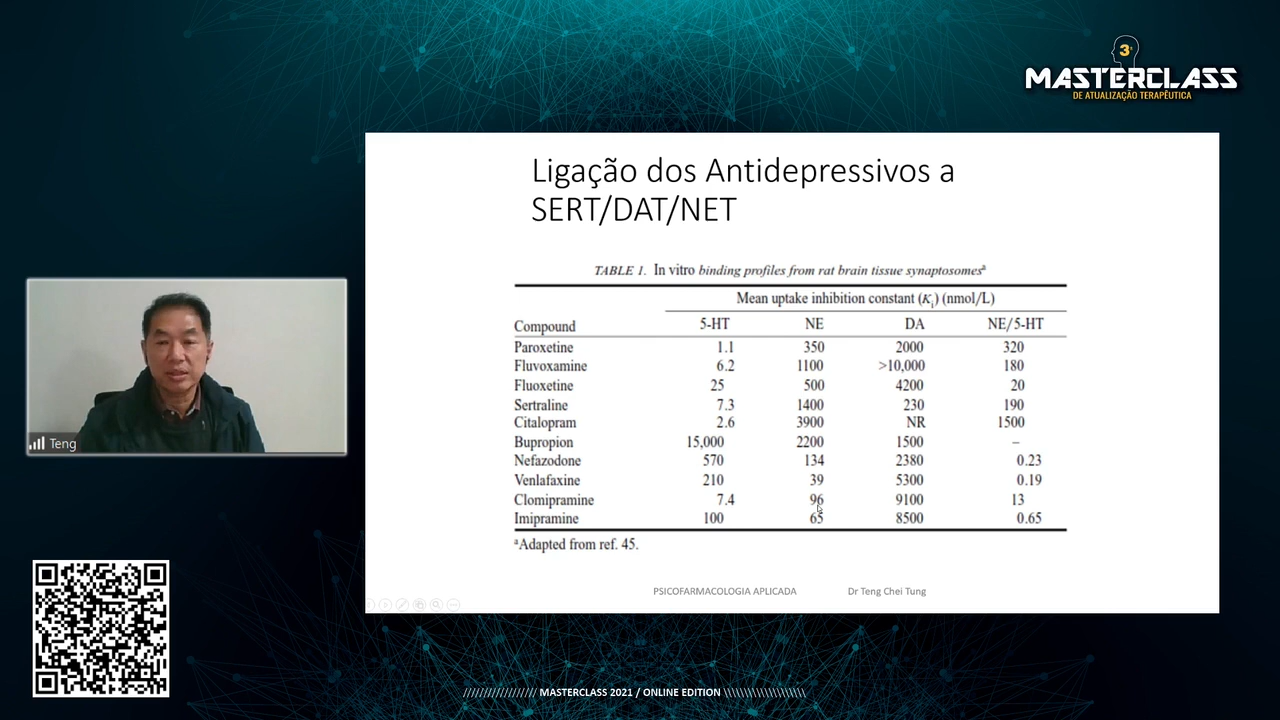 3ª
MASTERCLASS
DE ATUALIZAÇÃO TERAPÊUTICA
Ligação dos Antidepressivos a
SERT/DAT/NET
TABLE 1. In vitro binding profiles from rat brain tissue synaptosomesª
Mean uptake inhibition constant (Ki) (nmol/L)
Compound 5-HT NE DA NE/5-HT
Paroxetine 1.1 350 2000 320
Fluvoxamine 6.2 1100 >10,000 180
Fluoxetine 25 500 4200 20
Sertraline 7.3 1400 230 190
Citalopram 2.6 3900 NR 1500
Bupropion 15,000 2200 1500 –
Nefazodone 570 134 2380 0.23
Venlafaxine 210 39 5300 0.19
Clomipramine 7.4 96 9100 13
Imipramine 100 65 8500 0.65
ªAdapted from ref. 45.
PSICOFARMACOLOGIA APLICADA Dr Teng Chei Tung
Teng
////////////////// MASTERCLASS 2021 / ONLINE EDITION \\\\\\\\\\\\\\\\\\\\